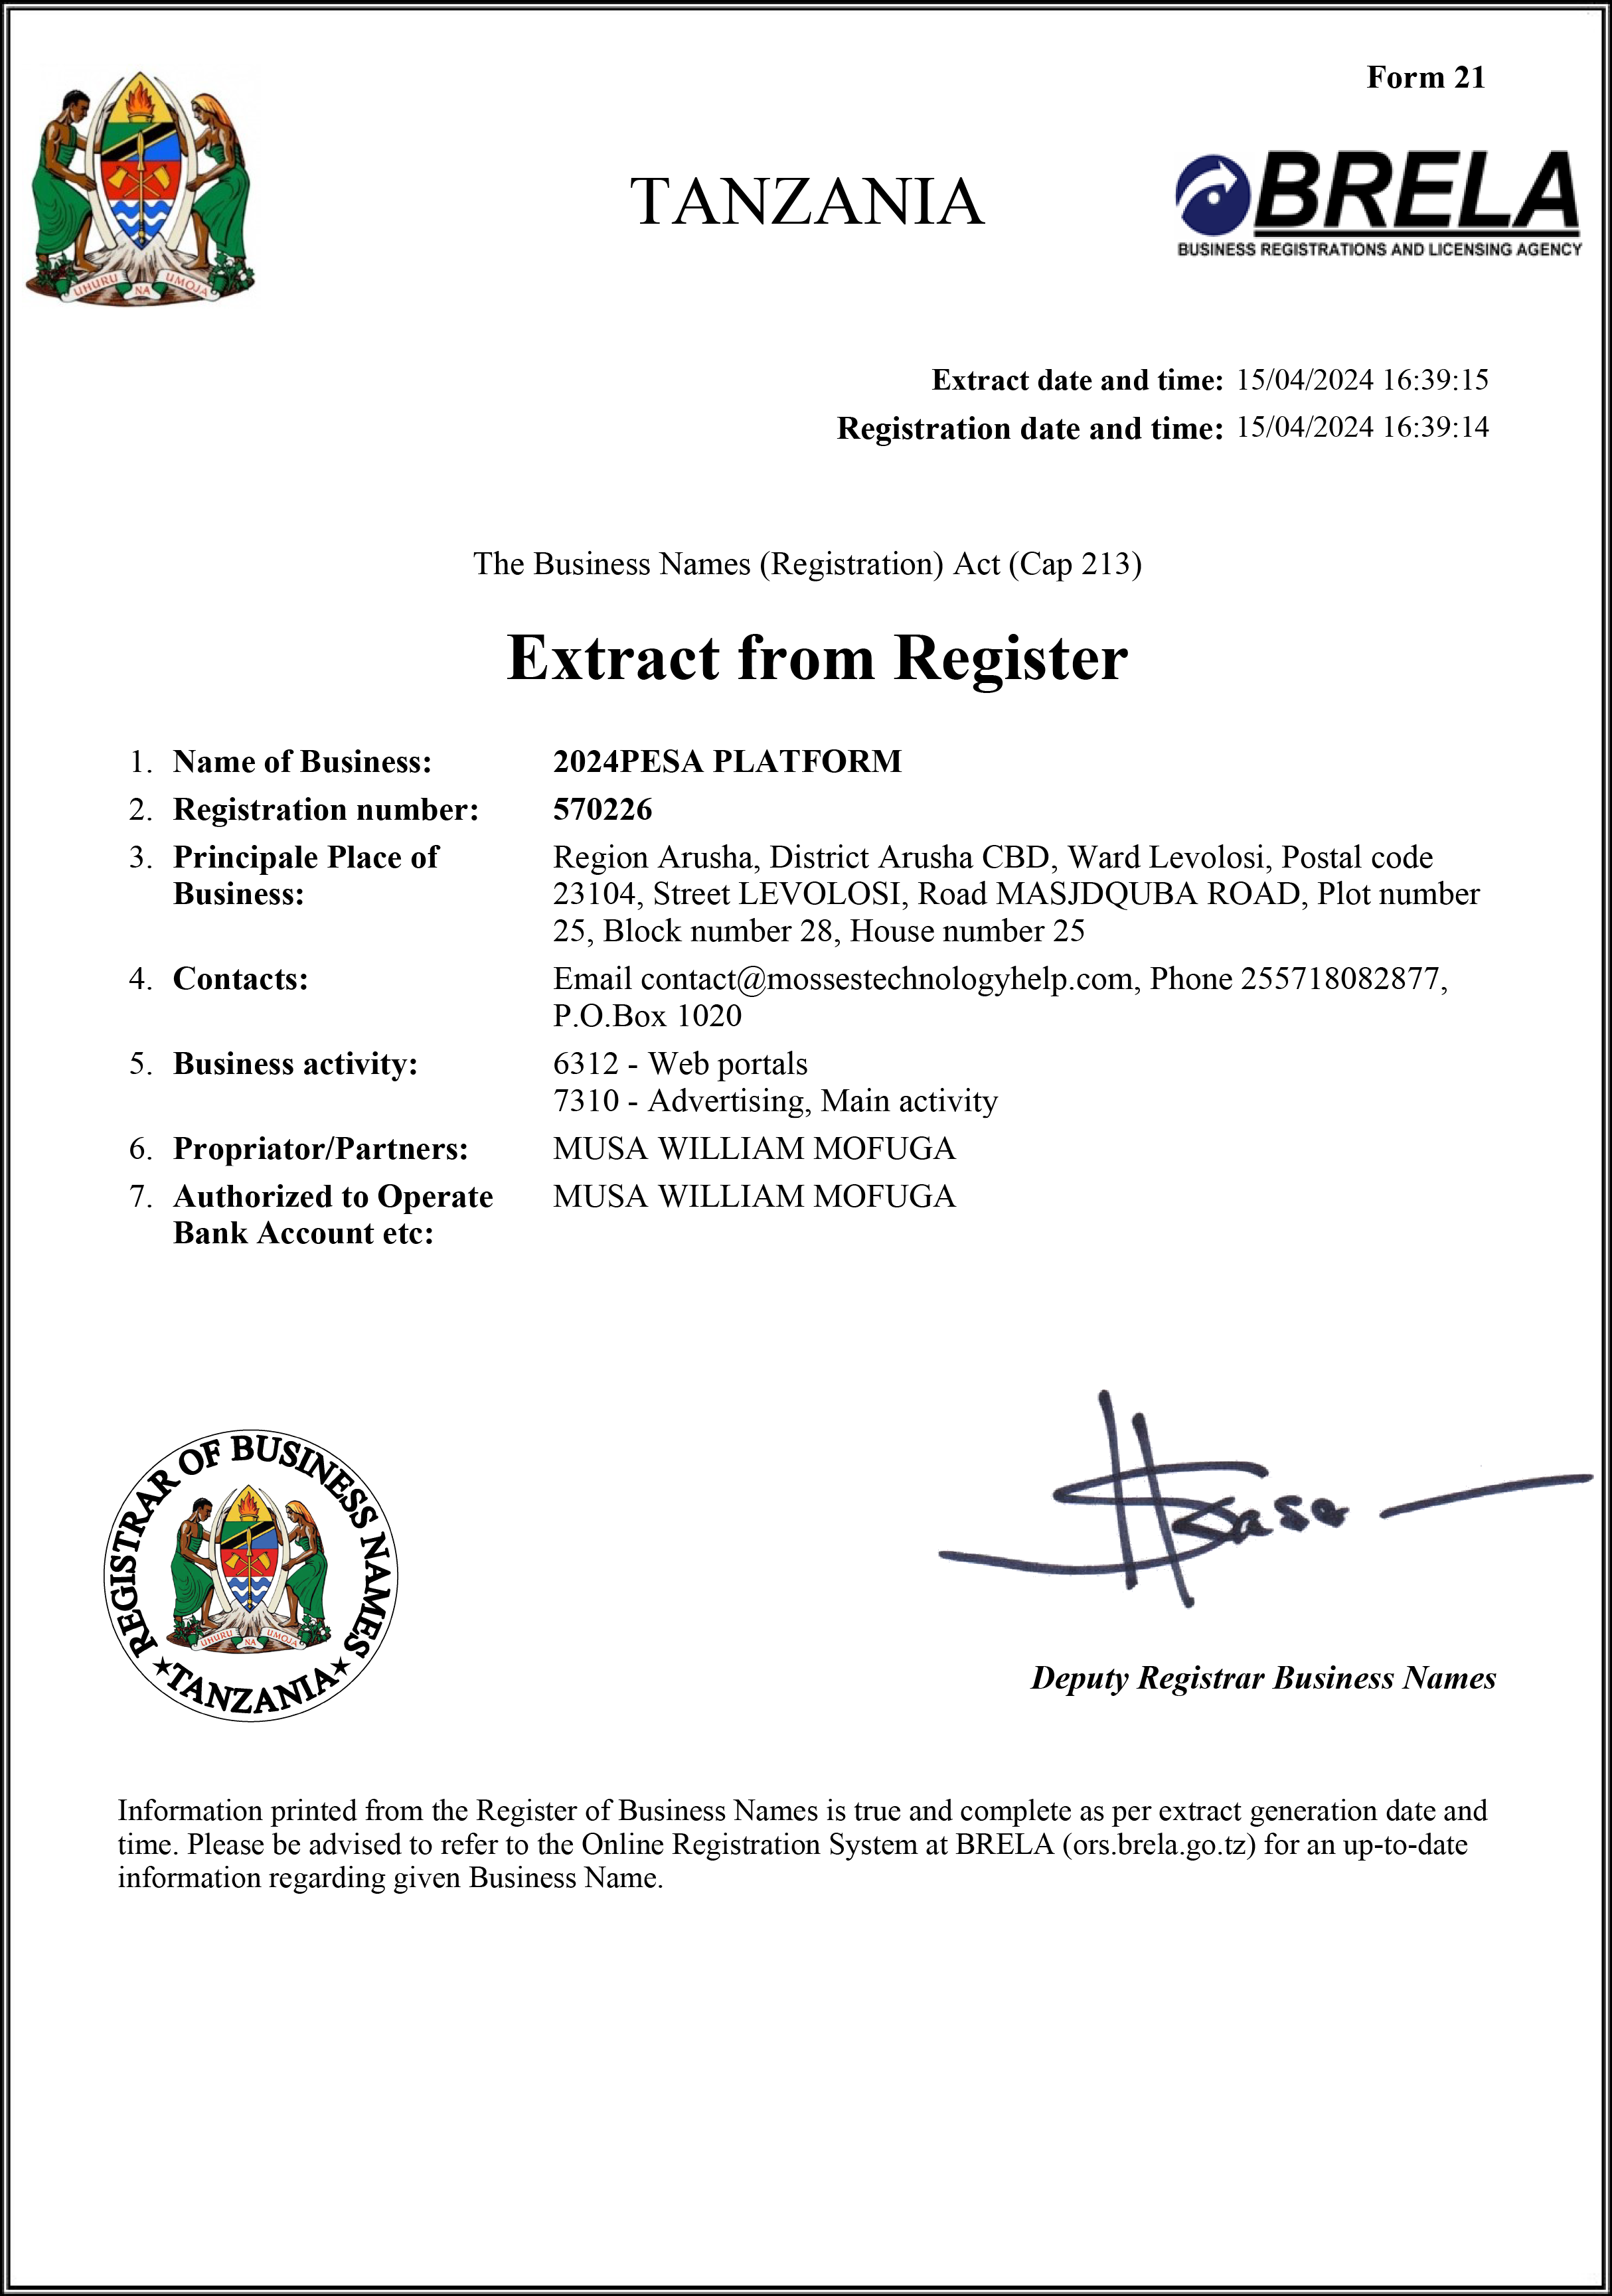 Form 21
TANZANIA
BRELA
BUSINESS REGISTRATIONS AND LICENSING AGENCY
UHURU NA UMOJA
Extract date and time: 15/04/2024 16:39:15
Registration date and time: 15/04/2024 16:39:14
The Business Names (Registration) Act (Cap 213)
Extract from Register
1. Name of Business: 2024PESA PLATFORM
2. Registration number: 570226
3. Principale Place of Business: Region Arusha, District Arusha CBD, Ward Levolosi, Postal code
23104, Street LEVOLOSI, Road MASJDQUBA ROAD, Plot number
25, Block number 28, House number 25
4. Contacts: Email contact@mossestechnologyhelp.com, Phone 255718082877,
P.O.Box 1020
5. Business activity: 6312 - Web portals
7310 - Advertising, Main activity
6. Propriator/Partners: MUSA WILLIAM MOFUGA
7. Authorized to Operate Bank Account etc: MUSA WILLIAM MOFUGA
REGISTRAR OF BUSINESS NAMES
UHURU NA UMOJA
★TANZANIA★
Deputy Registrar Business Names
Information printed from the Register of Business Names is true and complete as per extract generation date and
time. Please be advised to refer to the Online Registration System at BRELA (ors.brela.go.tz) for an up-to-date
information regarding given Business Name.